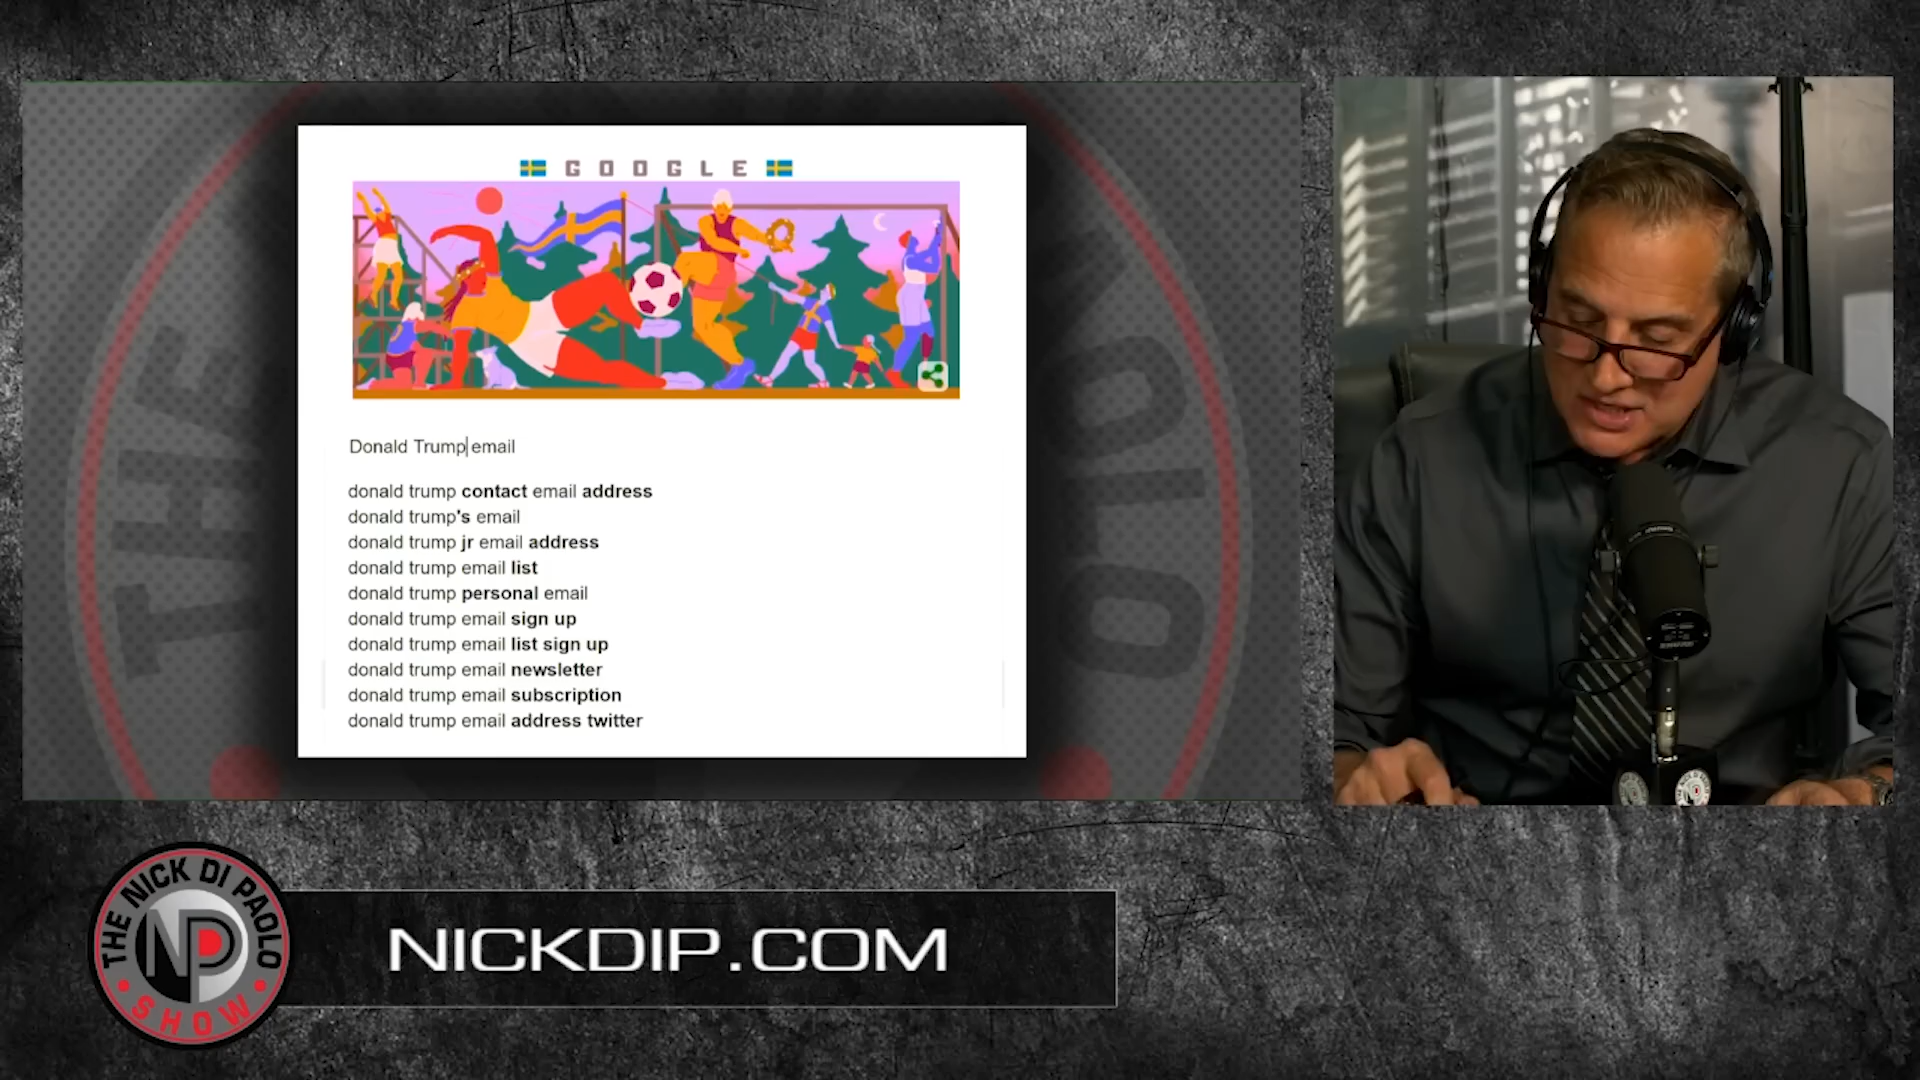 GOOGLE
Donald Trump email
donald trump contact email address
donald trump's email
donald trump jr email address
donald trump email list
donald trump personal email
donald trump email sign up
donald trump email list sign up
donald trump email newsletter
donald trump email subscription
donald trump email address twitter
THE NICK DI PAOLO
SHOW
NP
NICKDIP.COM